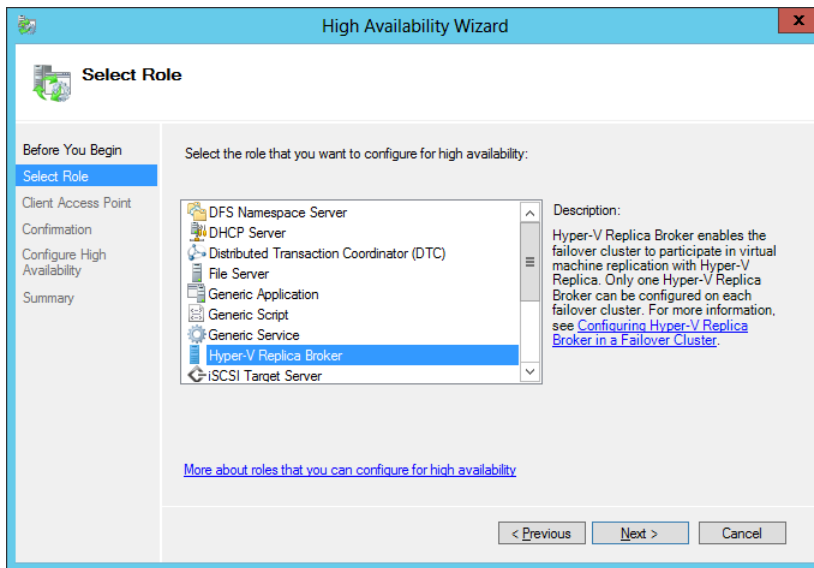 High Availability Wizard
x
Select Role
Before You Begin
Select Role
Client Access Point
Confirmation
Configure High
Availability
Summary
Select the role that you want to configure for high availability:
DFS Namespace Server
DHCP Server
Distributed Transaction Coordinator (DTC)
File Server
Generic Application
Generic Script
Generic Service
Hyper-V Replica Broker
iSCSI Target Server
Description:
Hyper-V Replica Broker enables the
failover cluster to participate in virtual
machine replication with Hyper-V
Replica. Only one Hyper-V Replica
Broker can be configured on each
failover cluster. For more information,
see Configuring Hyper-V Replica
Broker in a Failover Cluster.
More about roles that you can configure for high availability
< Previous
Next >
Cancel